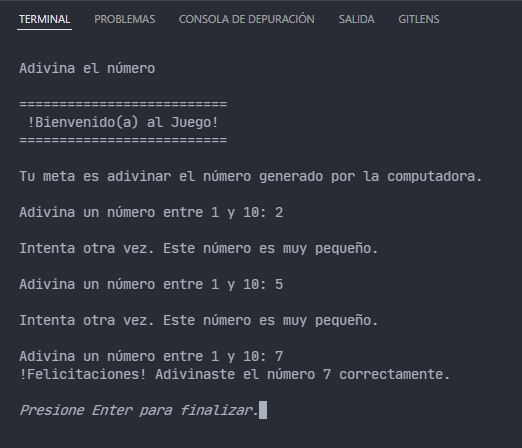 TERMINAL PROBLEMAS CONSOLA DE DEPURACIÓN SALIDA GITLENS
Adivina el número
==========================
!Bienvenido(a) al Juego!
==========================
Tu meta es adivinar el número generado por la computadora.
Adivina un número entre 1 y 10: 2
Intenta otra vez. Este número es muy pequeño.
Adivina un número entre 1 y 10: 5
Intenta otra vez. Este número es muy pequeño.
Adivina un número entre 1 y 10: 7
!Felicitaciones! Adivinaste el número 7 correctamente.
Presione Enter para finalizar.